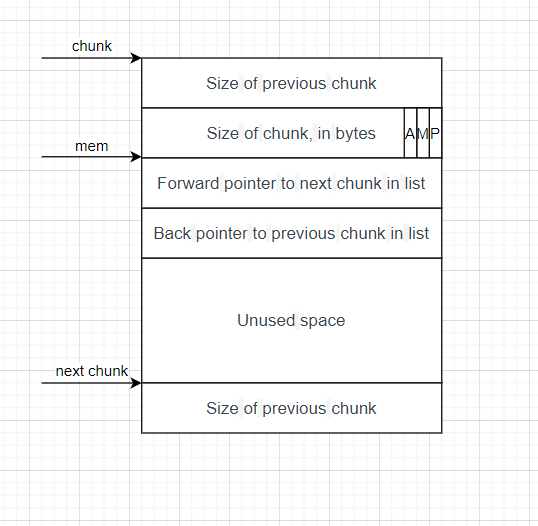 chunk
Size of previous chunk
Size of chunk, in bytes AMP
mem
Forward pointer to next chunk in list
Back pointer to previous chunk in list
Unused space
next chunk
Size of previous chunk